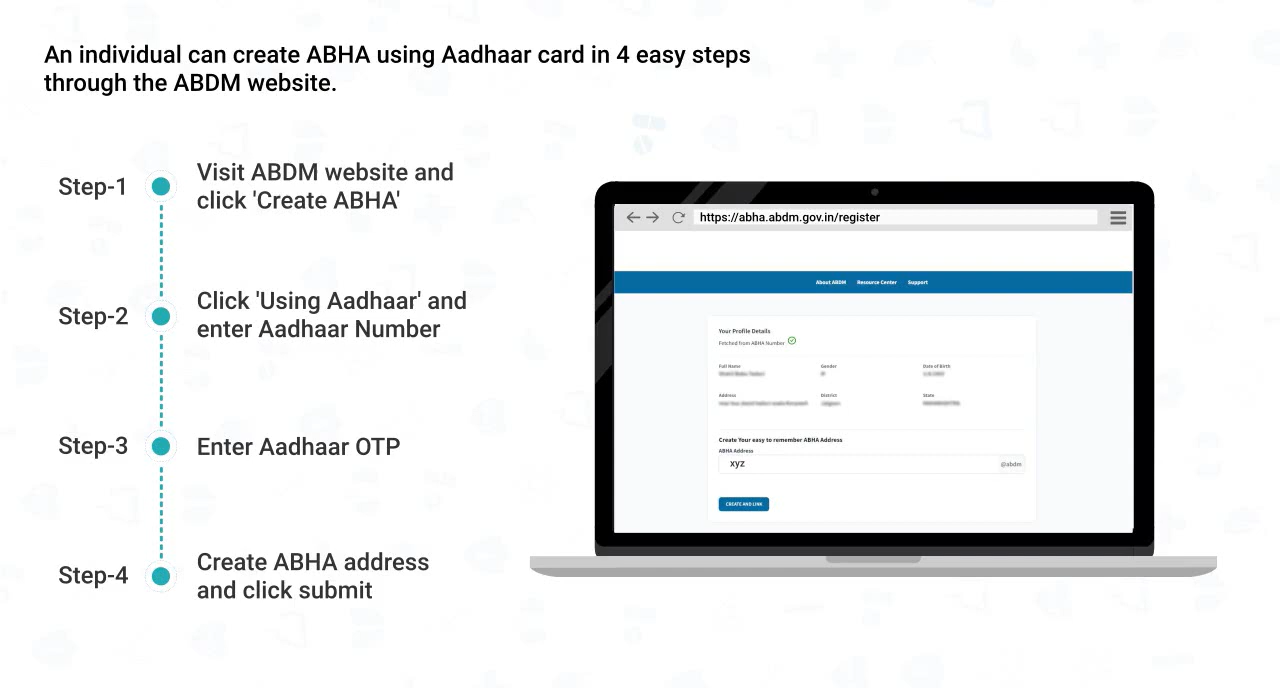 An individual can create ABHA using Aadhaar card in 4 easy steps
through the ABDM website.
Step-1
Visit ABDM website and
click 'Create ABHA'
Step-2
Click 'Using Aadhaar' and
enter Aadhaar Number
Step-3
Enter Aadhaar OTP
Step-4
Create ABHA address
and click submit
https://abha.abdm.gov.in/register
About ABDM Resource Center Support
Your Profile Details
Fetched from ABHA Number
Full Name Gender Date of Birth
Address District State
Create Your easy to remember ABHA Address
ABHA Address
xyz @abdm
CREATE AND LINK